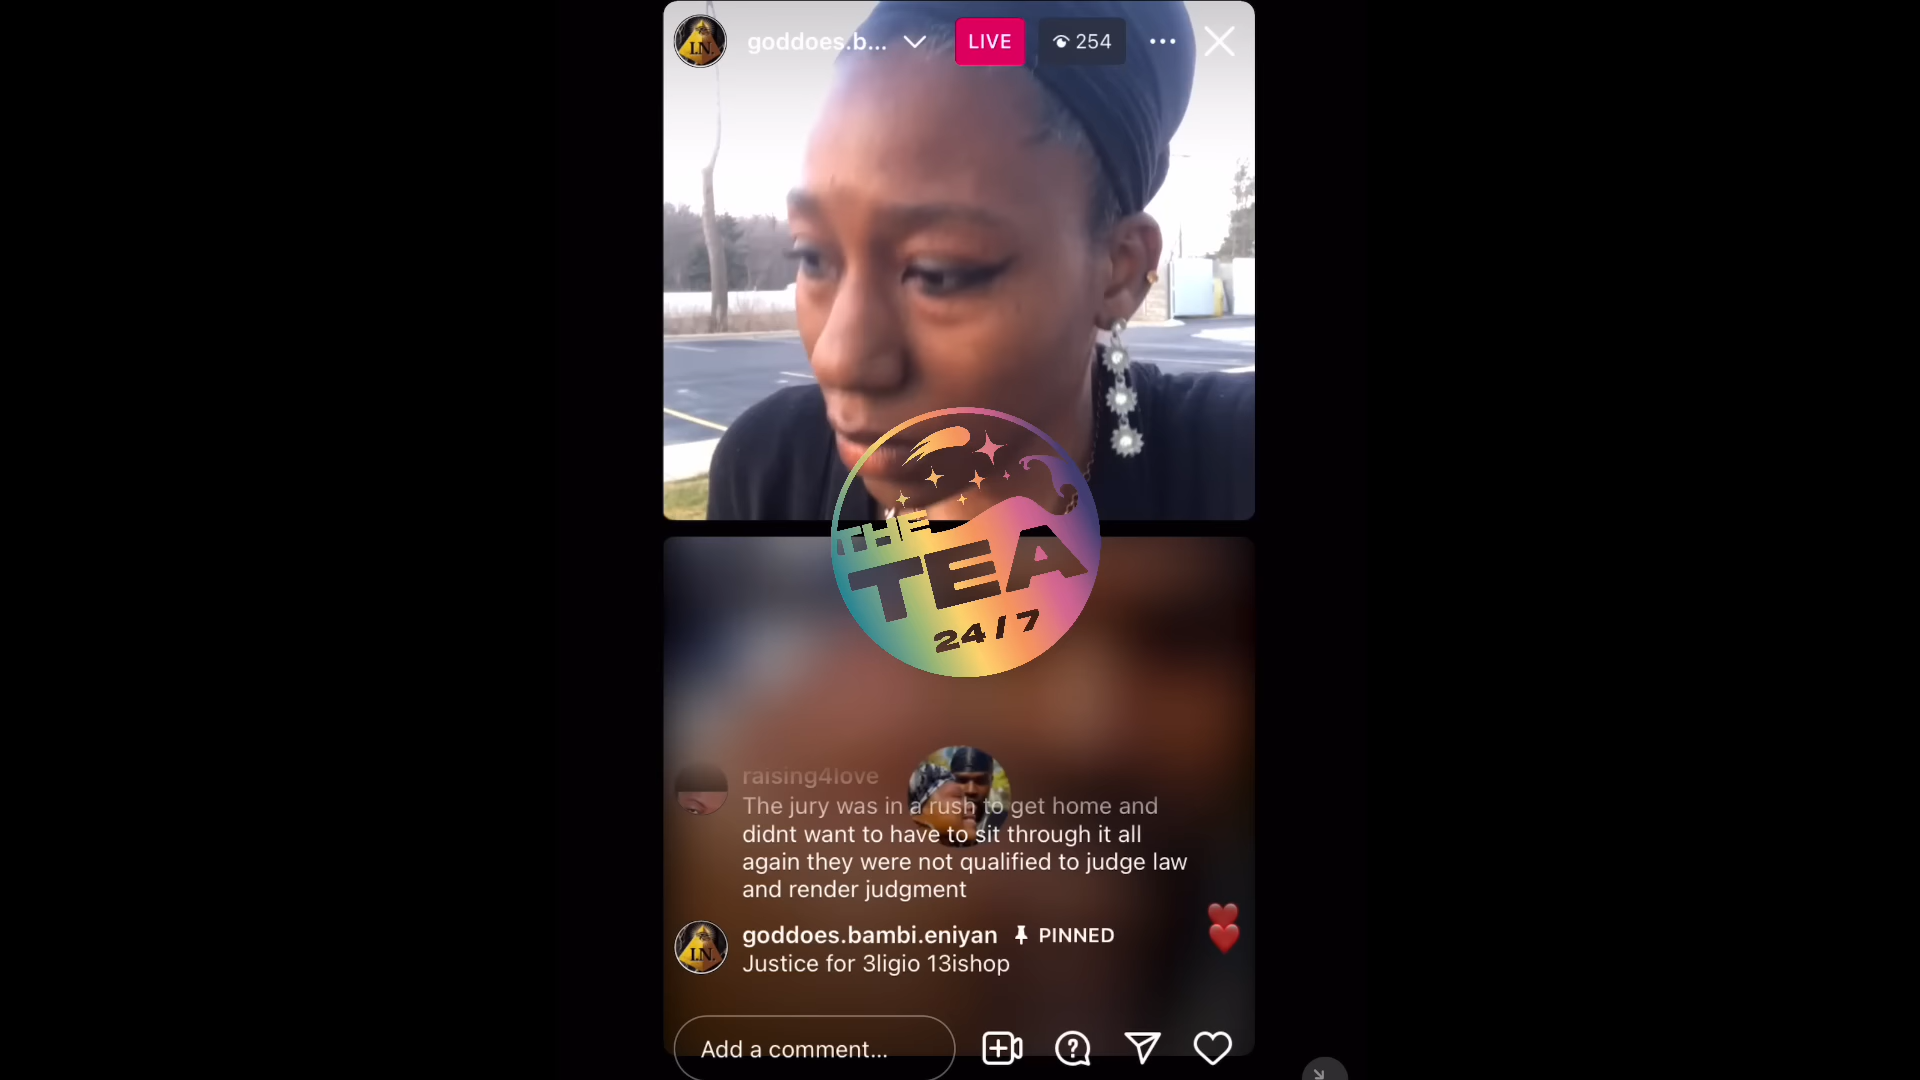 I.N.
goddoes.b...
LIVE
254
THE
TEA
24/7
raising4love
The jury was in a rush to get home and
didnt want to have to sit through it all
again they were not qualified to judge law
and render judgment
I.N.
goddoes.bambi.eniyan PINNED
Justice for 3ligio 13ishop
Add a comment...